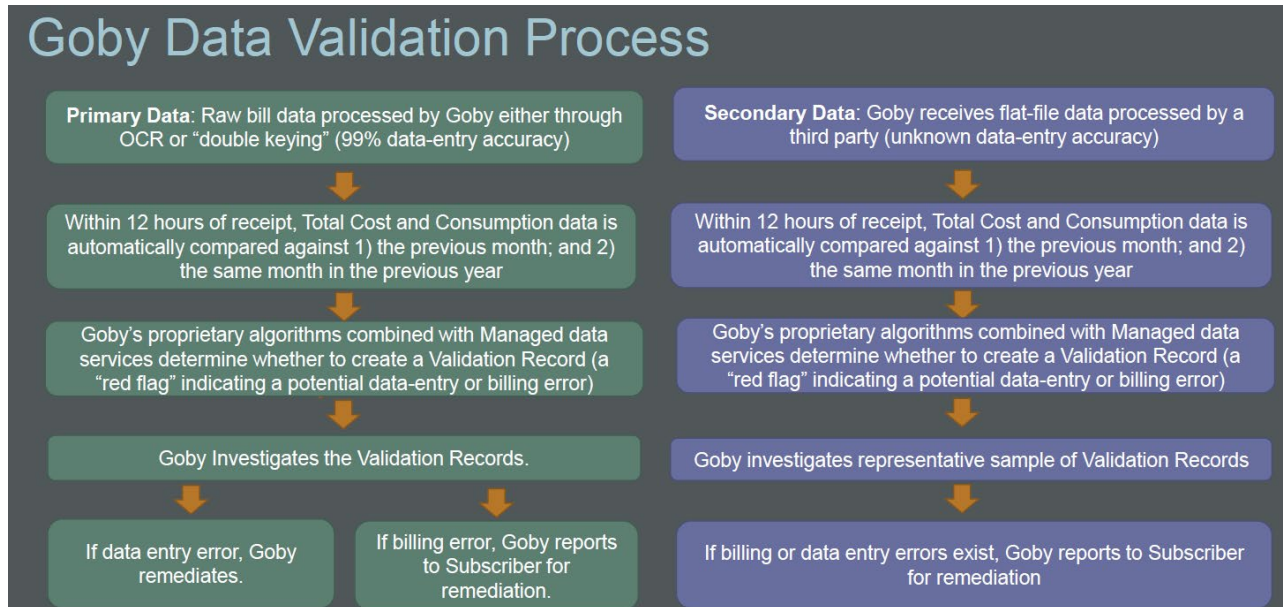 Goby Data Validation Process
Primary Data: Raw bill data processed by Goby either through
OCR or “double keying” (99% data-entry accuracy)
Within 12 hours of receipt, Total Cost and Consumption data is
automatically compared against 1) the previous month; and 2)
the same month in the previous year
Goby’s proprietary algorithms combined with Managed data
services determine whether to create a Validation Record (a
“red flag” indicating a potential data-entry or billing error)
Goby Investigates the Validation Records.
If data entry error, Goby
remediates.
If billing error, Goby reports
to Subscriber for
remediation.
Secondary Data: Goby receives flat-file data processed by a
third party (unknown data-entry accuracy)
Within 12 hours of receipt, Total Cost and Consumption data is
automatically compared against 1) the previous month; and 2)
the same month in the previous year
Goby’s proprietary algorithms combined with Managed data
services determine whether to create a Validation Record (a
“red flag” indicating a potential data-entry or billing error)
Goby investigates representative sample of Validation Records
If billing or data entry errors exist, Goby reports to Subscriber
for remediation